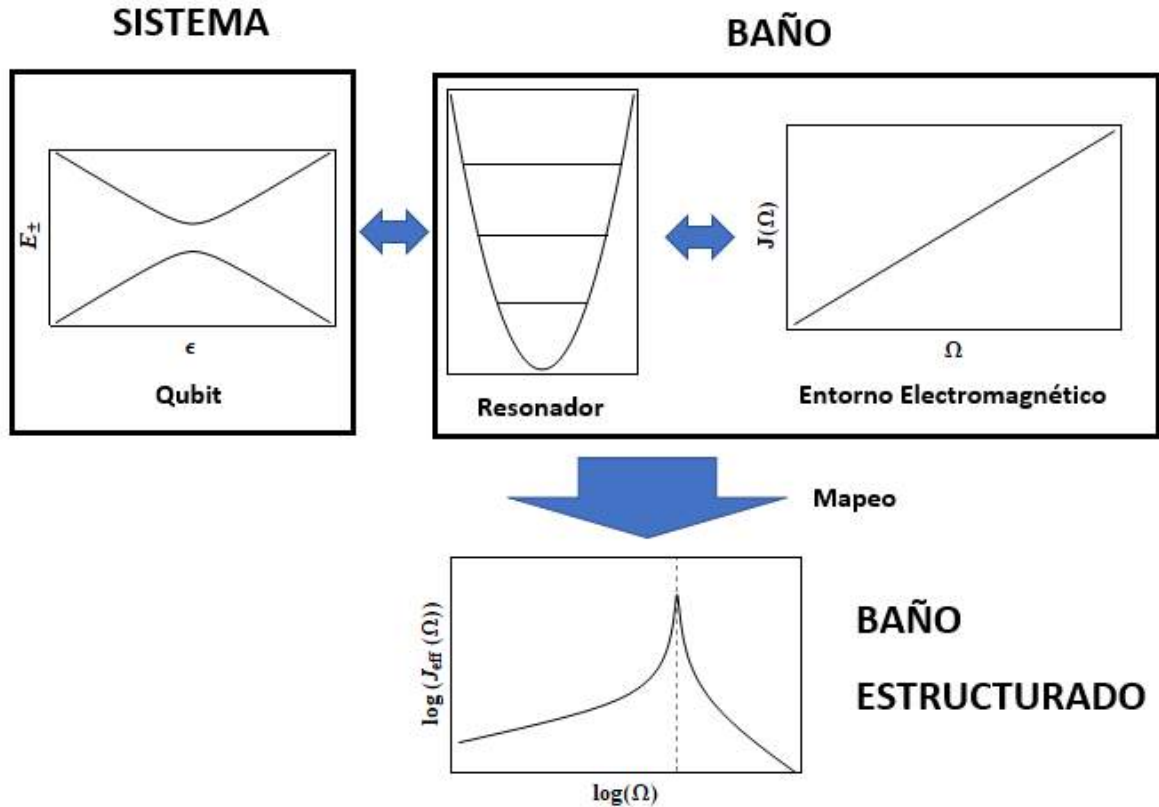 SISTEMA
BAÑO
E±
ϵ
Qubit
Resonador
J(Ω)
Ω
Entorno Electromagnético
Mapeo
log (Jeff (Ω))
log(Ω)
BAÑO
ESTRUCTURADO